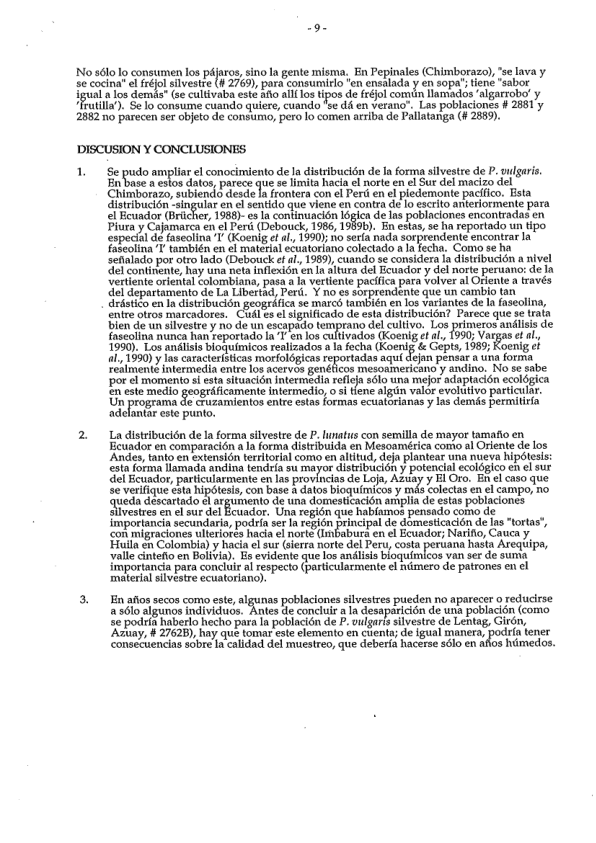 - 9 -
No sólo lo consumen los pájaros, sino la gente misma. En Pepinales (Chimborazo), "se lava y
se cocina" el fréjol silvestre (# 2769), para consumirlo "en ensalada y en sopa"; tiene "sabor
igual a los demás" (se cultivaba este año allí los tipos de fréjol común llamados 'algarrobo' y
'frutilla'). Se lo consume cuando quiere, cuando "se dá en verano". Las poblaciones # 2881 y
2882 no parecen ser objeto de consumo, pero lo comen arriba de Pallatanga (# 2889).
DISCUSION Y CONCLUSIONES
1. Se pudo ampliar el conocimiento de la distribución de la forma silvestre de P. vulgaris.
En base a estos datos, parece que se limita hacia el norte en el Sur del macizo del
Chimborazo, subiendo desde la frontera con el Perú en el piedemonte pacífico. Esta
distribución -singular en el sentido que viene en contra de lo escrito anteriormente para
el Ecuador (Brücher, 1988)- es la continuación lógica de las poblaciones encontradas en
Piura y Cajamarca en el Perú (Debouck, 1986, 1989b). En estas, se ha reportado un tipo
especial de faseolina 'I' (Koenig et al., 1990); no sería nada sorprendente encontrar la
faseolina 'I' también en el material ecuatoriano colectado a la fecha. Como se ha
señalado por otro lado (Debouck et al., 1989), cuando se considera la distribución a nivel
del continente, hay una neta inflexión en la altura del Ecuador y del norte peruano: de la
vertiente oriental colombiana, pasa a la vertiente pacífica para volver al Oriente a través
del departamento de La Libertad, Perú. Y no es sorprendente que un cambio tan
drástico en la distribución geográfica se marcó también en los variantes de la faseolina,
entre otros marcadores. Cuál es el significado de esta distribución? Parece que se trata
bien de un silvestre y no de un escapado temprano del cultivo. Los primeros análisis de
faseolina nunca han reportado la 'I' en los cultivados (Koenig et al., 1990; Vargas et al.,
1990). Los análisis bioquímicos realizados a la fecha (Koenig & Gepts, 1989; Koenig et
al., 1990) y las características morfológicas reportadas aquí dejan pensar a una forma
realmente intermedia entre los acervos genéticos mesoamericano y andino. No se sabe
por el momento si esta situación intermedia refleja sólo una mejor adaptación ecológica
en este medio geográficamente intermedio, o si tiene algún valor evolutivo particular.
Un programa de cruzamientos entre estas formas ecuatorianas y las demás permitiría
adelantar este punto.
2. La distribución de la forma silvestre de P. lunatus con semilla de mayor tamaño en
Ecuador en comparación a la forma distribuida en Mesoamérica como al Oriente de los
Andes, tanto en extensión territorial como en altitud, deja plantear una nueva hipótesis:
esta forma llamada andina tendría su mayor distribución y potencial ecológico en el sur
del Ecuador, particularmente en las provincias de Loja, Azuay y El Oro. En el caso que
se verifique esta hipótesis, con base a datos bioquímicos y más colectas en el campo, no
queda descartado el argumento de una domesticación amplia de estas poblaciones
silvestres en el sur del Ecuador. Una región que habíamos pensado como de
importancia secundaria, podría ser la región principal de domesticación de las "tortas",
con migraciones ulteriores hacia el norte (Imbabura en el Ecuador; Nariño, Cauca y
Huila en Colombia) y hacia el sur (sierra norte del Peru, costa peruana hasta Arequipa,
valle cinteño en Bolivia). Es evidente que los análisis bioquímicos van ser de suma
importancia para concluir al respecto (particularmente el número de patrones en el
material silvestre ecuatoriano).
3. En años secos como este, algunas poblaciones silvestres pueden no aparecer o reducirse
a sólo algunos individuos. Antes de concluir a la desaparición de una población (como
se podría haberlo hecho para la población de P. vulgaris silvestre de Lentag, Girón,
Azuay, # 2762B), hay que tomar este elemento en cuenta; de igual manera, podría tener
consecuencias sobre la calidad del muestreo, que debería hacerse sólo en años húmedos.